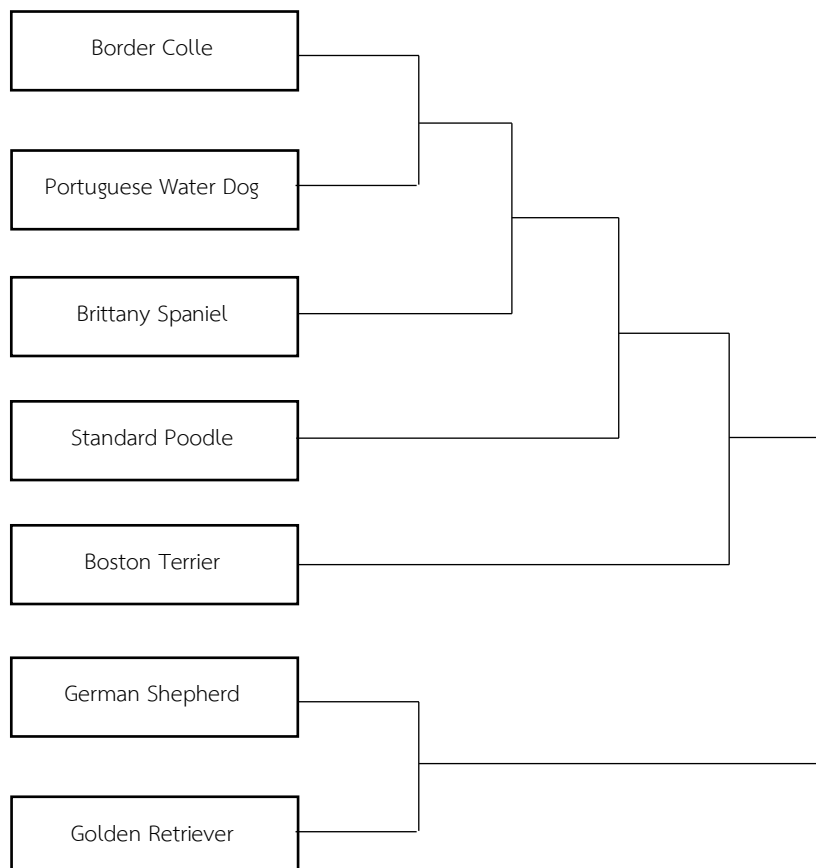 Border Colle
Portuguese Water Dog
Brittany Spaniel
Standard Poodle
Boston Terrier
German Shepherd
Golden Retriever